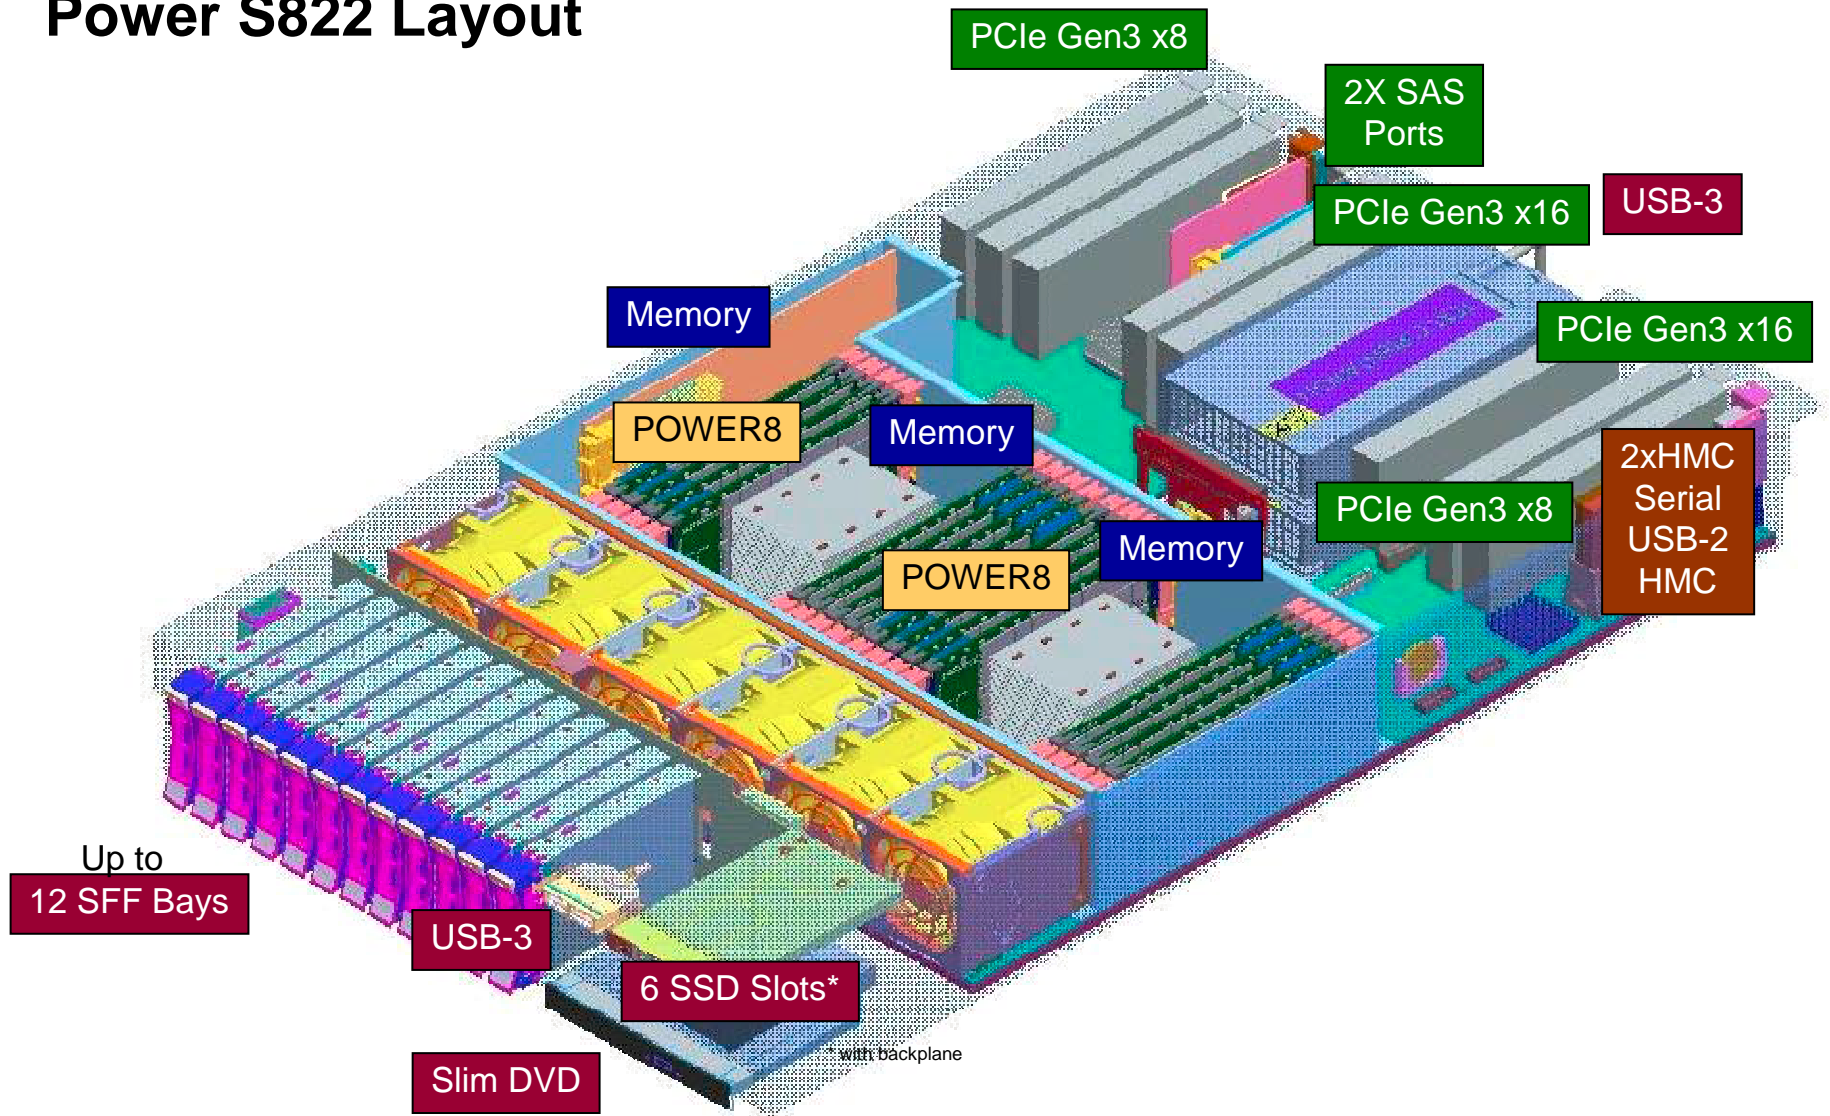 Power S822 Layout
PCIe Gen3 x8
2X SAS
Ports
PCIe Gen3 x16
USB-3
Memory
PCIe Gen3 x16
POWER8
Memory
2xHMC
Serial
USB-2
HMC
PCIe Gen3 x8
Memory
POWER8
Up to
12 SFF Bays
USB-3
6 SSD Slots*
* with backplane
Slim DVD